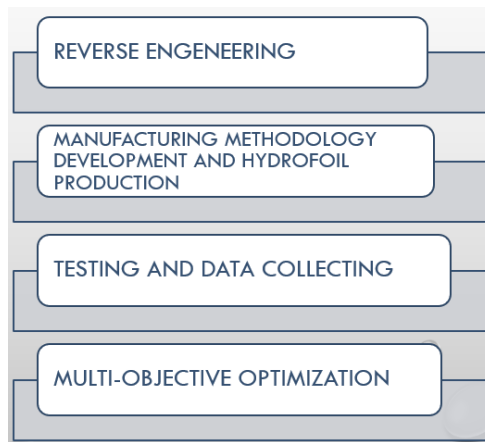 REVERSE ENGENEERING
MANUFACTURING METHODOLOGY
DEVELOPMENT AND HYDROFOIL
PRODUCTION
TESTING AND DATA COLLECTING
MULTI-OBJECTIVE OPTIMIZATION